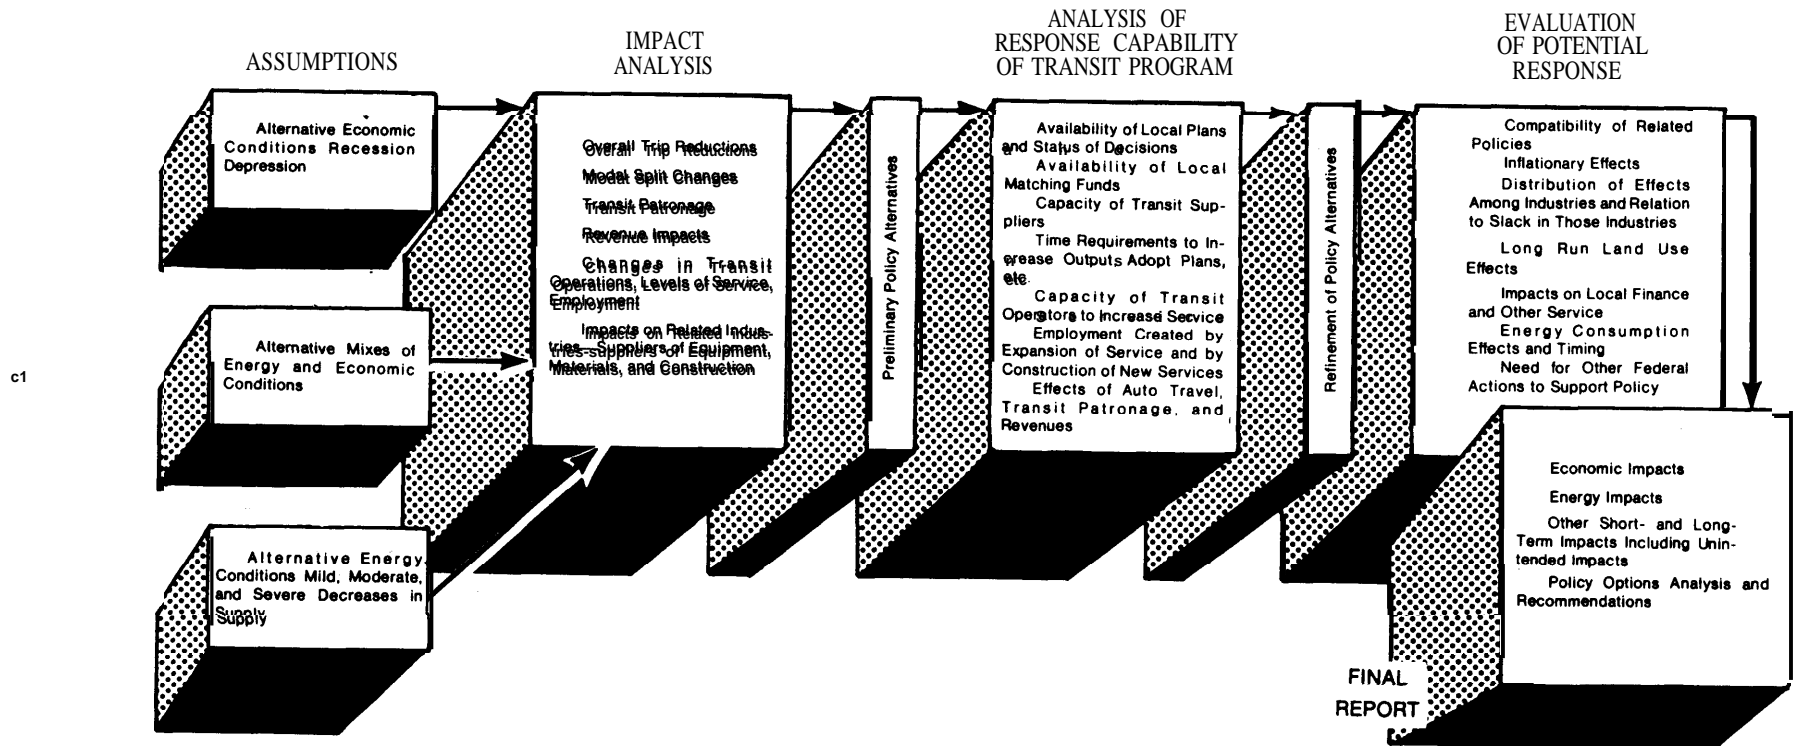 ASSUMPTIONS
Alternative Economic
Conditions Recession
Depression
Alternative Mixes of
Energy and Economic
Conditions
c1
Alternative Energy
Conditions Mild, Moderate,
and Severe Decreases in
Supply
IMPACT
ANALYSIS
Overall Trip Reductions
Modal Split Changes
Transit Patronage
Revenue Impacts
Changes in Transit
Operations, Levels of Service,
Employment
Impacts on Related Indus-
tries-suppliers of Equipment,
Materials, and Construction
Preliminary Policy Alternatives
ANALYSIS OF
RESPONSE CAPABILITY
OF TRANSIT PROGRAM
Availability of Local Plans
and Status of Decisions
Availability of Local
Matching Funds
Capacity of Transit Sup-
pliers
Time Requirements to In-
crease Outputs Adopt Plans,
etc.
Capacity of Transit
Operators to Increase Service
Employment Created by
Expansion of Service and by
Construction of New Services
Effects of Auto Travel,
Transit Patronage, and
Revenues
Refinement of Policy Alternatives
EVALUATION
OF POTENTIAL
RESPONSE
Compatibility of Related
Policies
Inflationary Effects
Distribution of Effects
Among Industries and Relation
to Slack in Those Industries
Long Run Land Use
Effects
Impacts on Local Finance
and Other Service
Energy Consumption
Effects and Timing
Need for Other Federal
Actions to Support Policy
Economic Impacts
Energy Impacts
Other Short- and Long-
Term Impacts Including Unin-
tended Impacts
Policy Options Analysis and
Recommendations
FINAL
REPORT